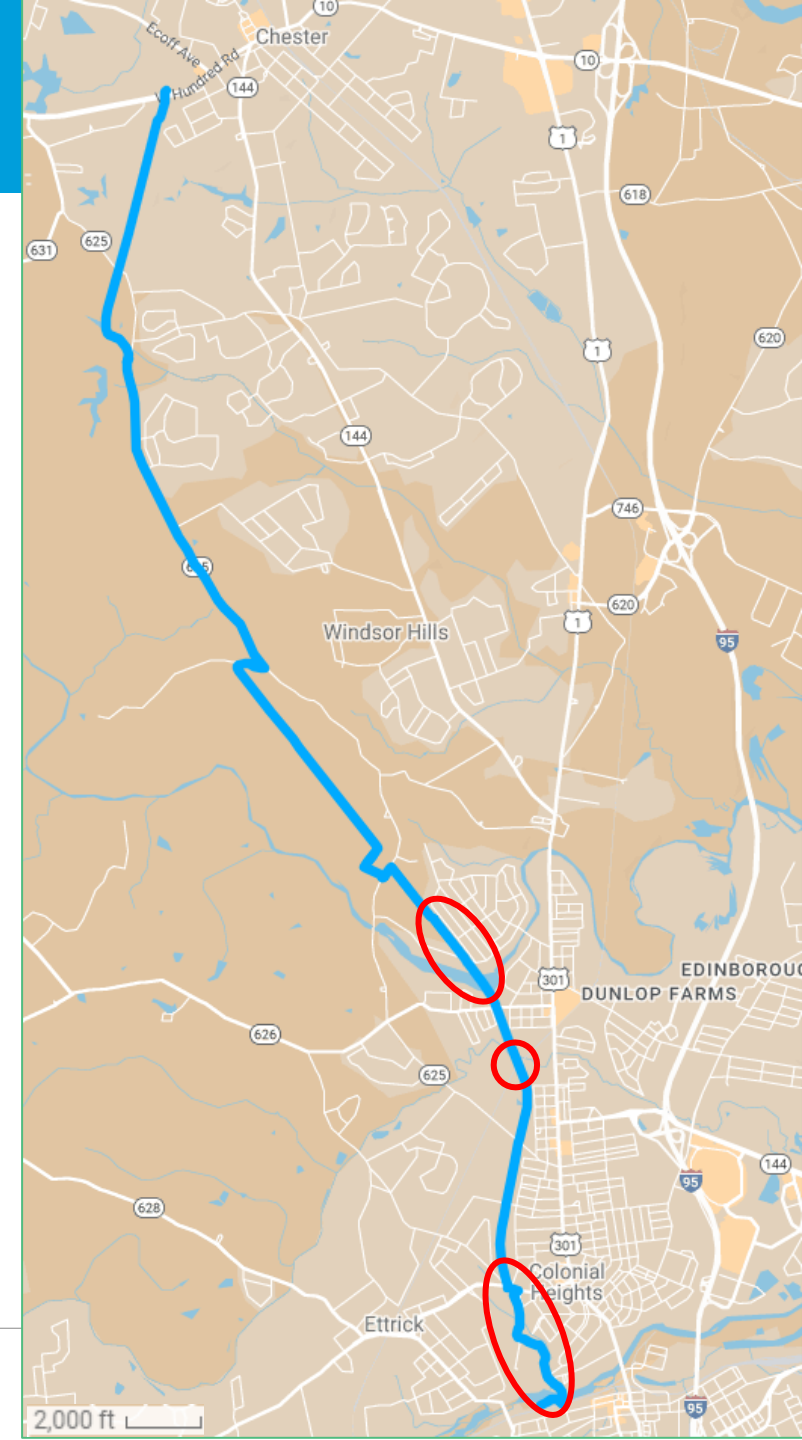 10
Chester
Ecoff Ave
W Hundred Rd
10
144
1
618
625
631
620
1
144
746
625
620
1
Windsor Hills
95
EDINBOROUG
301
DUNLOP FARMS
626
625
144
95
628
301
Colonial
Heights
Ettrick
95
2,000 ft